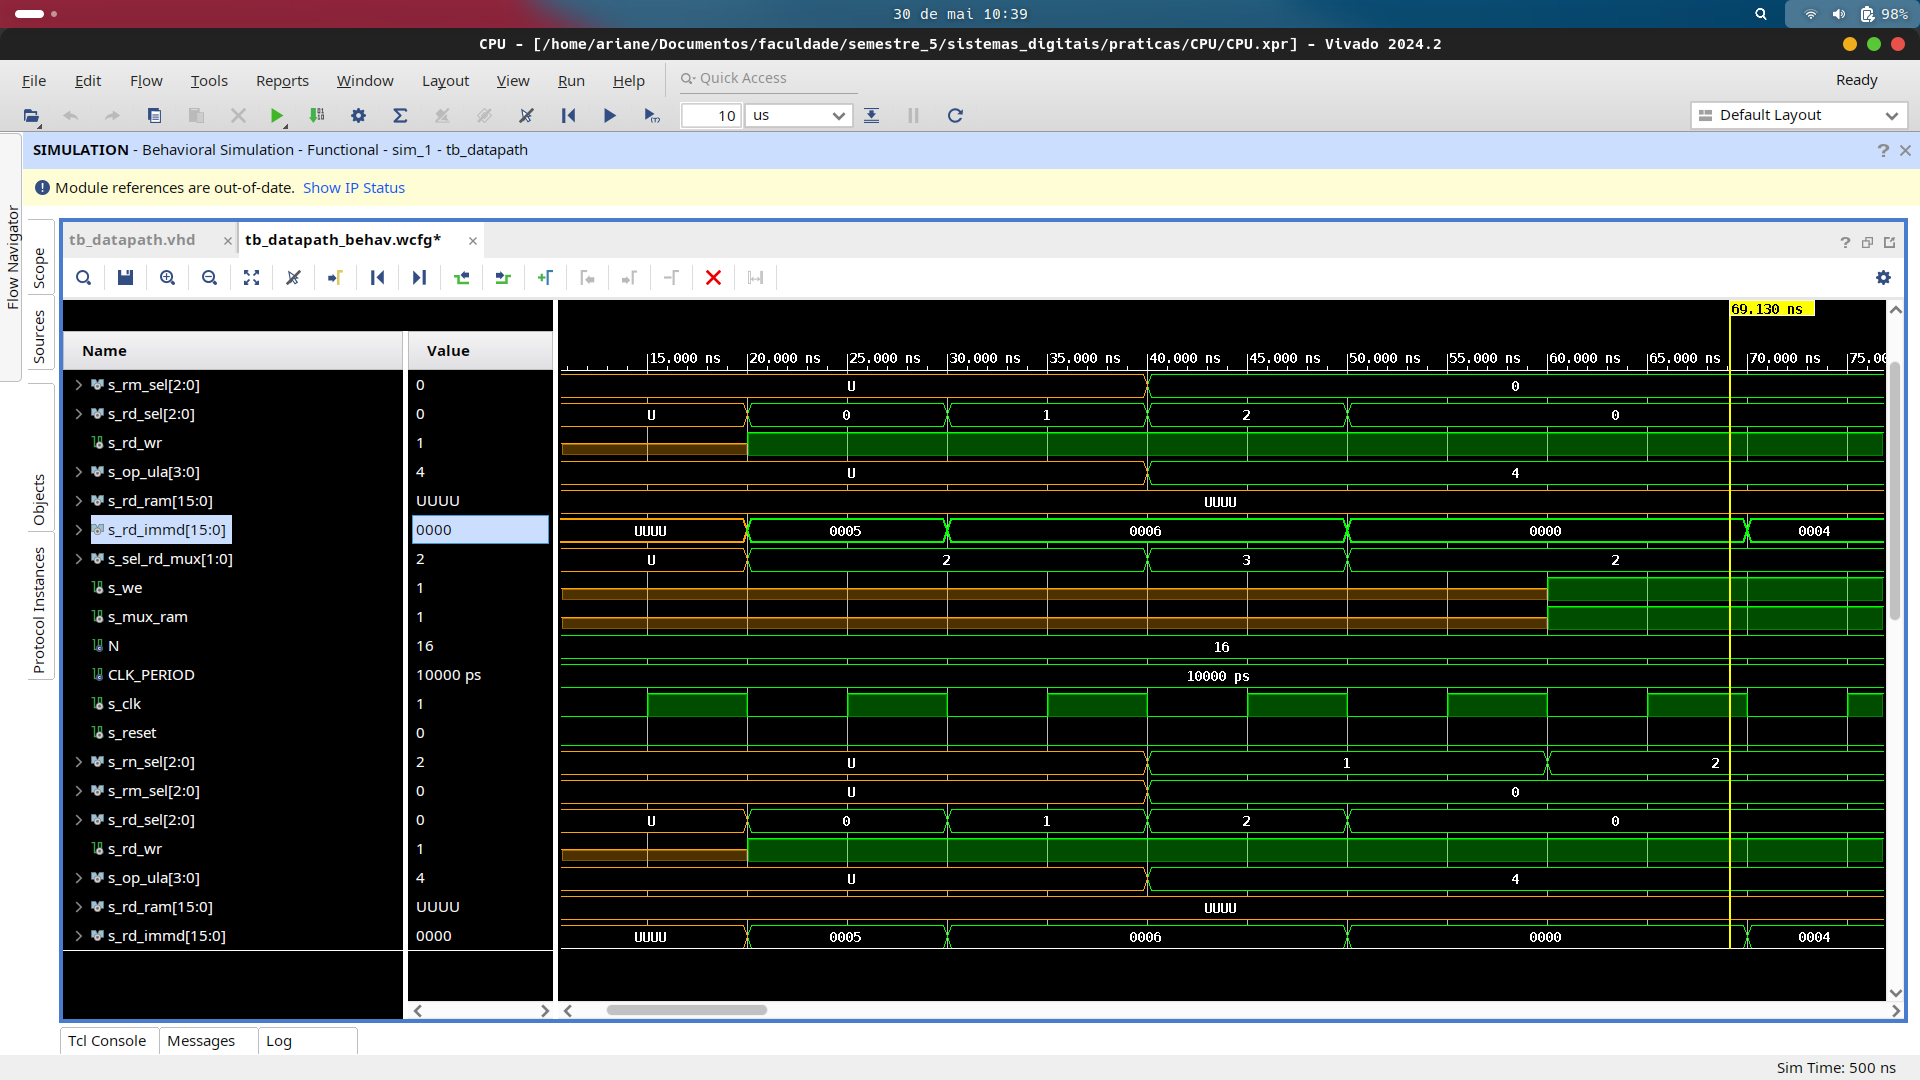 30 de mai 10:39
98%
CPU - [/home/ariane/Documentos/faculdade/semestre_5/sistemas_digitais/praticas/CPU/CPU.xpr] - Vivado 2024.2
File Edit Flow Tools Reports Window Layout View Run Help Quick Access Ready
10 us Default Layout
SIMULATION - Behavioral Simulation - Functional - sim_1 - tb_datapath ?
Module references are out-of-date. Show IP Status
Flow Navigator
Scope
Sources
Objects
Protocol Instances
tb_datapath.vhd tb_datapath_behav.wcfg* ?
69.130 ns
15.000 ns 20.000 ns 25.000 ns 30.000 ns 35.000 ns 40.000 ns 45.000 ns 50.000 ns 55.000 ns 60.000 ns 65.000 ns 70.000 ns 75.00
Name Value
s_rm_sel[2:0] 0 U 0
s_rd_sel[2:0] 0 U 0 1 2 0
s_rd_wr 1
s_op_ula[3:0] 4 U 4
s_rd_ram[15:0] UUUU UUUU
s_rd_immd[15:0] 0000 UUUU 0005 0006 0000 0004
s_sel_rd_mux[1:0] 2 U 2 3 2
s_we 1
s_mux_ram 1
N 16 16
CLK_PERIOD 10000 ps 10000 ps
s_clk 1
s_reset 0
s_rn_sel[2:0] 2 U 1 2
s_rm_sel[2:0] 0 U 0
s_rd_sel[2:0] 0 U 0 1 2 0
s_rd_wr 1
s_op_ula[3:0] 4 U 4
s_rd_ram[15:0] UUUU UUUU
s_rd_immd[15:0] 0000 UUUU 0005 0006 0000 0004
Tcl Console Messages Log
Sim Time: 500 ns